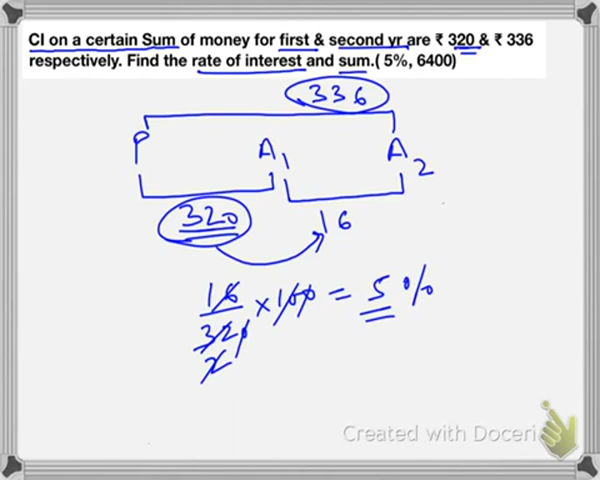 CI on a certain Sum of money for first & second yr are ₹ 320 & ₹ 336
respectively. Find the rate of interest and sum.( 5%, 6400)
336
P A1 A2
320
16
16/320 × 100 = 5%
2
Created with Doceri